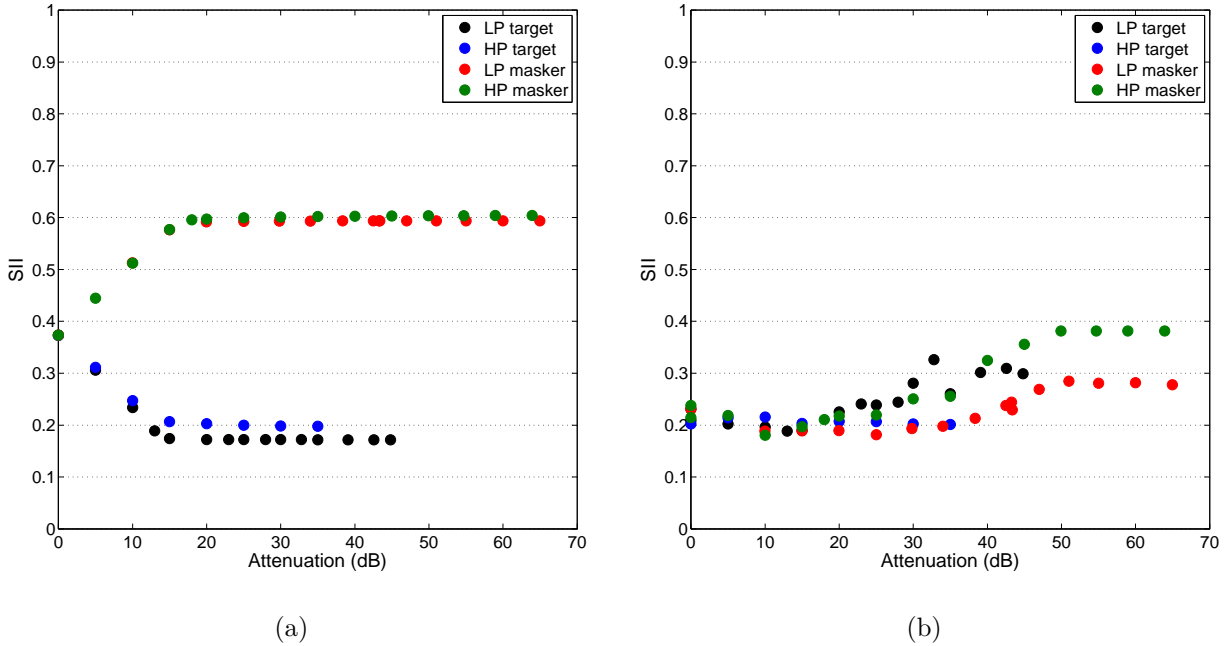 1
0.9
0.8
0.7
0.6
0.5
0.4
0.3
0.2
0.1
0
SII
0 10 20 30 40 50 60 70
Attenuation (dB)
LP target
HP target
LP masker
HP masker
(a)
1
0.9
0.8
0.7
0.6
0.5
0.4
0.3
0.2
0.1
0
SII
0 10 20 30 40 50 60 70
Attenuation (dB)
LP target
HP target
LP masker
HP masker
(b)